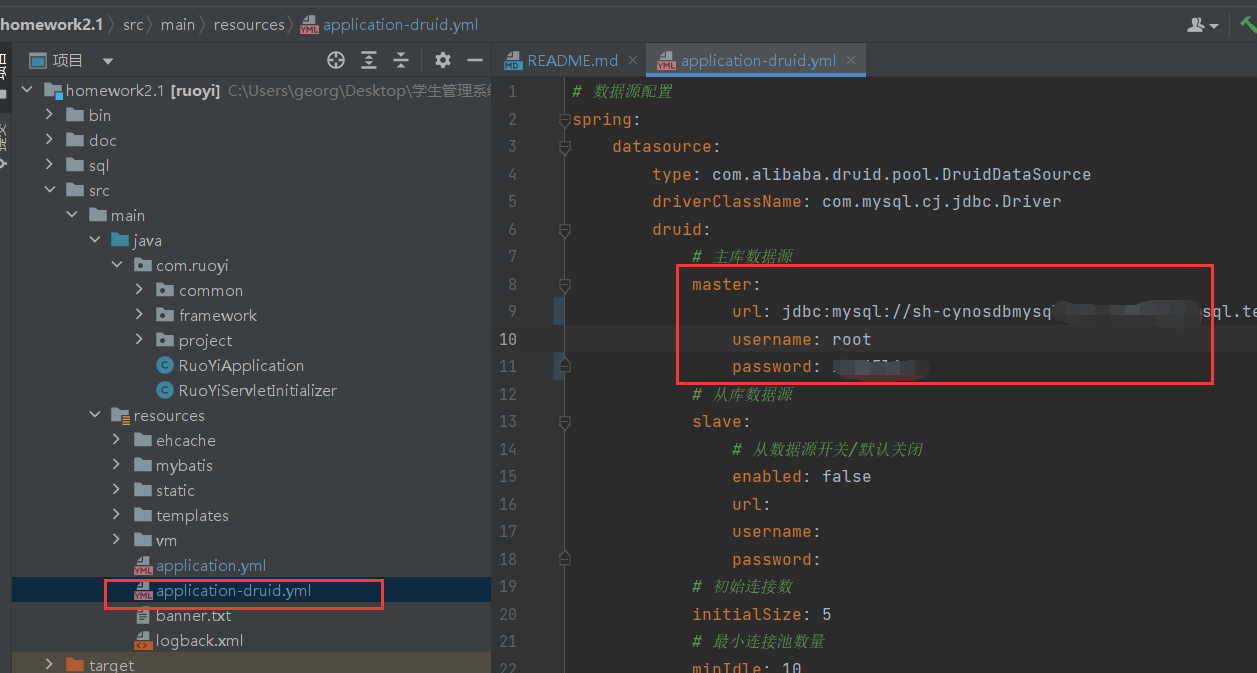 homework2.1 〉 src 〉 main 〉 resources 〉 application-druid.yml
项目
README.md
application-druid.yml
homework2.1 [ruoyi] C:\Users\georg\Desktop\学生管理系统
bin
doc
sql
src
main
java
com.ruoyi
common
framework
project
RuoYiApplication
RuoYiServletInitializer
resources
ehcache
mybatis
static
templates
vm
application.yml
application-druid.yml
banner.txt
logback.xml
target
1 # 数据源配置
2 spring:
3 datasource:
4 type: com.alibaba.druid.pool.DruidDataSource
5 driverClassName: com.mysql.cj.jdbc.Driver
6 druid:
7 # 主库数据源
8 master:
9 url: jdbc:mysql://sh-cynosdbmysql sql.te
10 username: root
11 password:
12 # 从库数据源
13 slave:
14 # 从数据源开关/默认关闭
15 enabled: false
16 url:
17 username:
18 password:
19 # 初始连接数
20 initialSize: 5
21 # 最小连接池数量
22 minIdle: 10